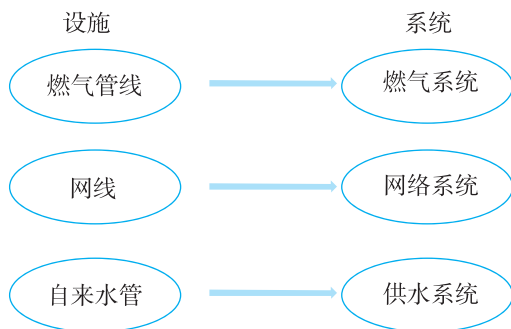 设施 系统
燃气管线 燃气系统
网线 网络系统
自来水管 供水系统